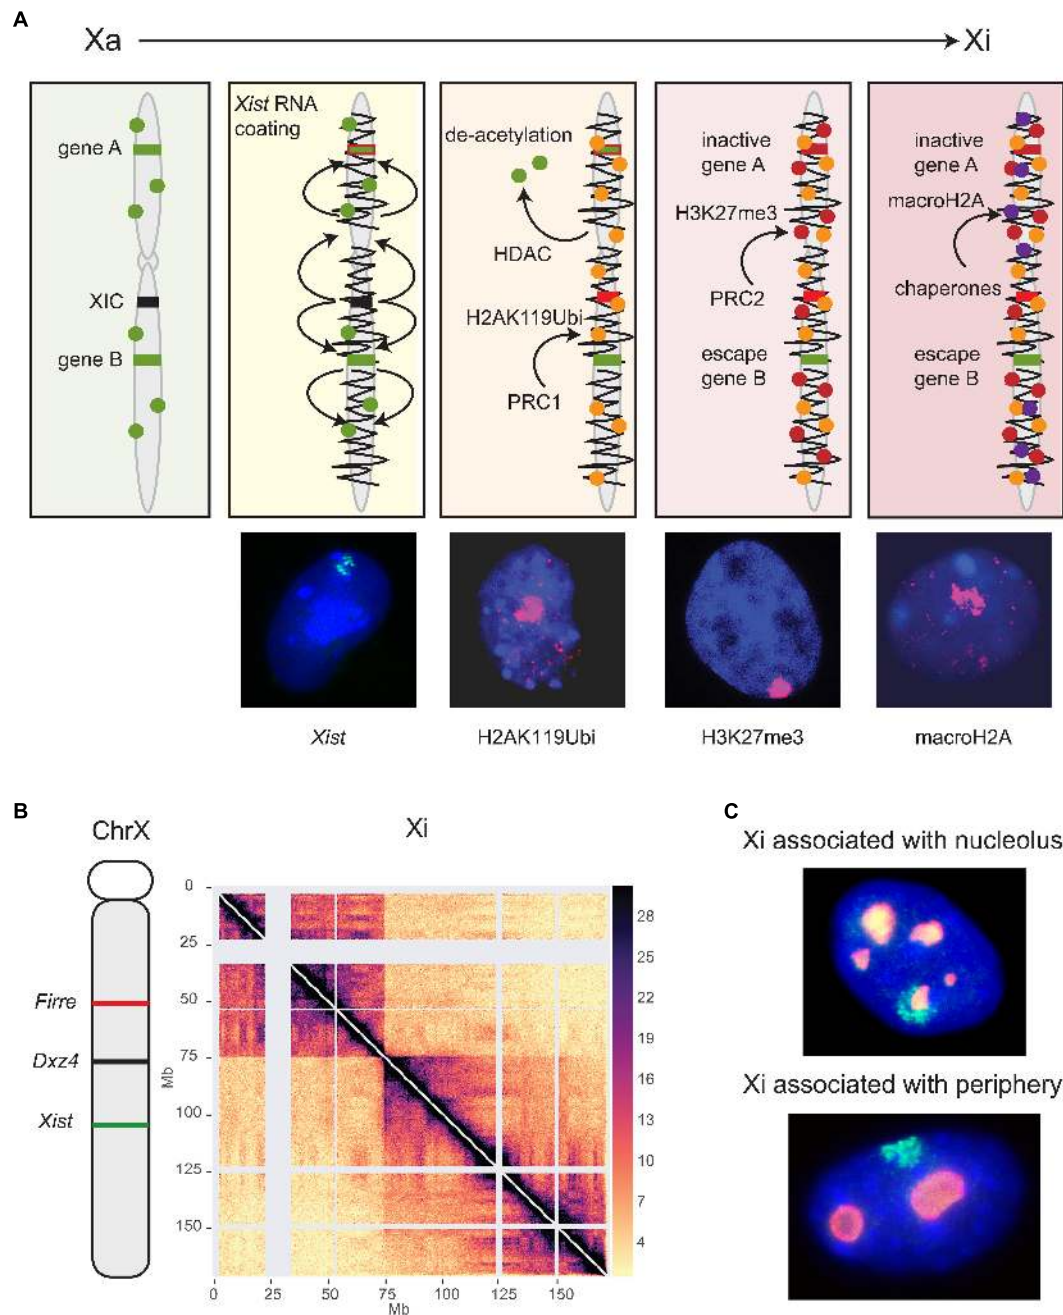 A
Xa
Xi
gene A
XIC
gene B
Xist RNA
coating
de-acetylation
HDAC
H2AK119Ubi
PRC1
inactive
gene A
H3K27me3
PRC2
escape
gene B
inactive
gene A
macroH2A
chaperones
escape
gene B
Xist
H2AK119Ubi
H3K27me3
macroH2A
B
ChrX
Xi
Firre
Dxz4
Xist
0
25
50
75
100
125
150
Mb
0
25
50
75
100
125
150
Mb
28
25
22
19
16
13
10
7
4
C
Xi associated with nucleolus
Xi associated with periphery